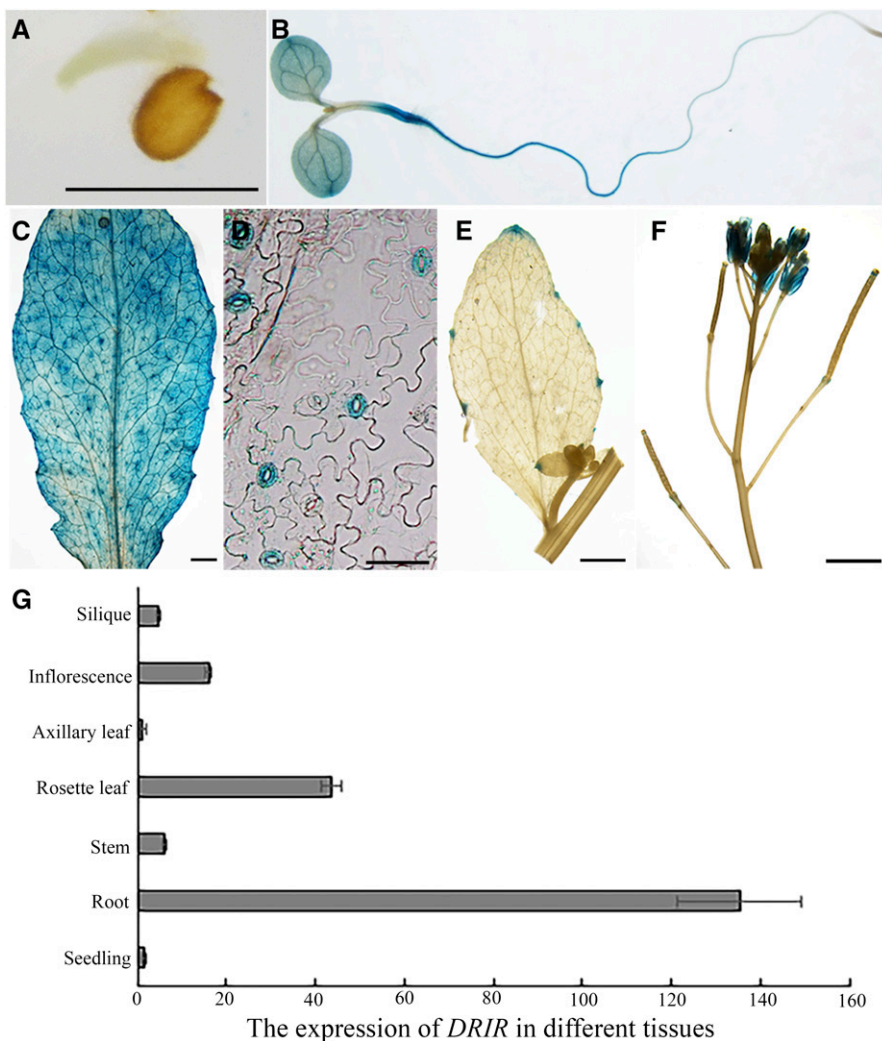 A
B
C
D
E
F
G
Silique
Inflorescence
Axillary leaf
Rosette leaf
Stem
Root
Seedling
0 20 40 60 80 100 120 140 160
The expression of DRIR in different tissues